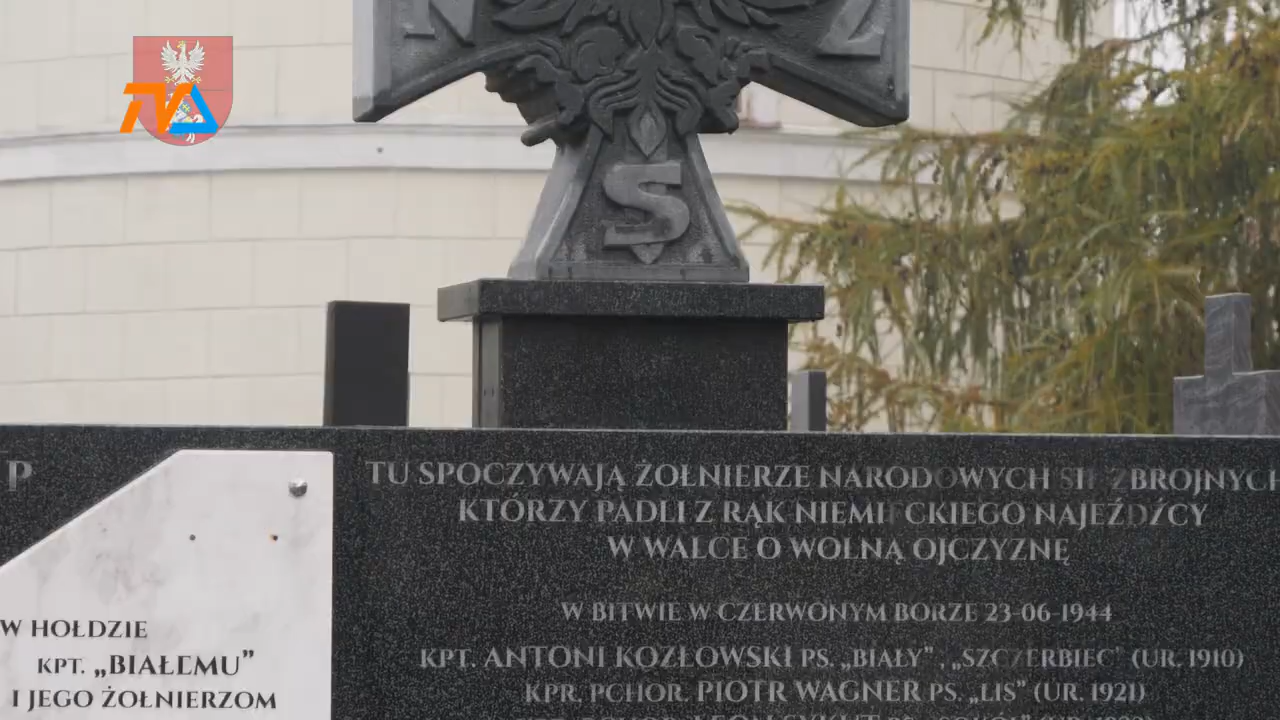 TVA
N Z
S
P
TU SPOCZYWAJĄ ŻOŁNIERZE NARODOWYCH SIŁ ZBROJNYCH
KTÓRZY PADLI Z RĄK NIEMIECKIEGO NAJEŹDŹCY
W WALCE O WOLNĄ OJCZYZNĘ
W BITWIE W CZERWONYM BORZE 23-06-1944
KPT. ANTONI KOZŁOWSKI PS. „BIAŁY”, „SZCZERBIEC” (UR. 1910)
KPR. PCHOR. PIOTR WAGNER PS. „LIS” (UR. 1921)
W HOŁDZIE
KPT. „BIAŁEMU”
I JEGO ŻOŁNIERZOM